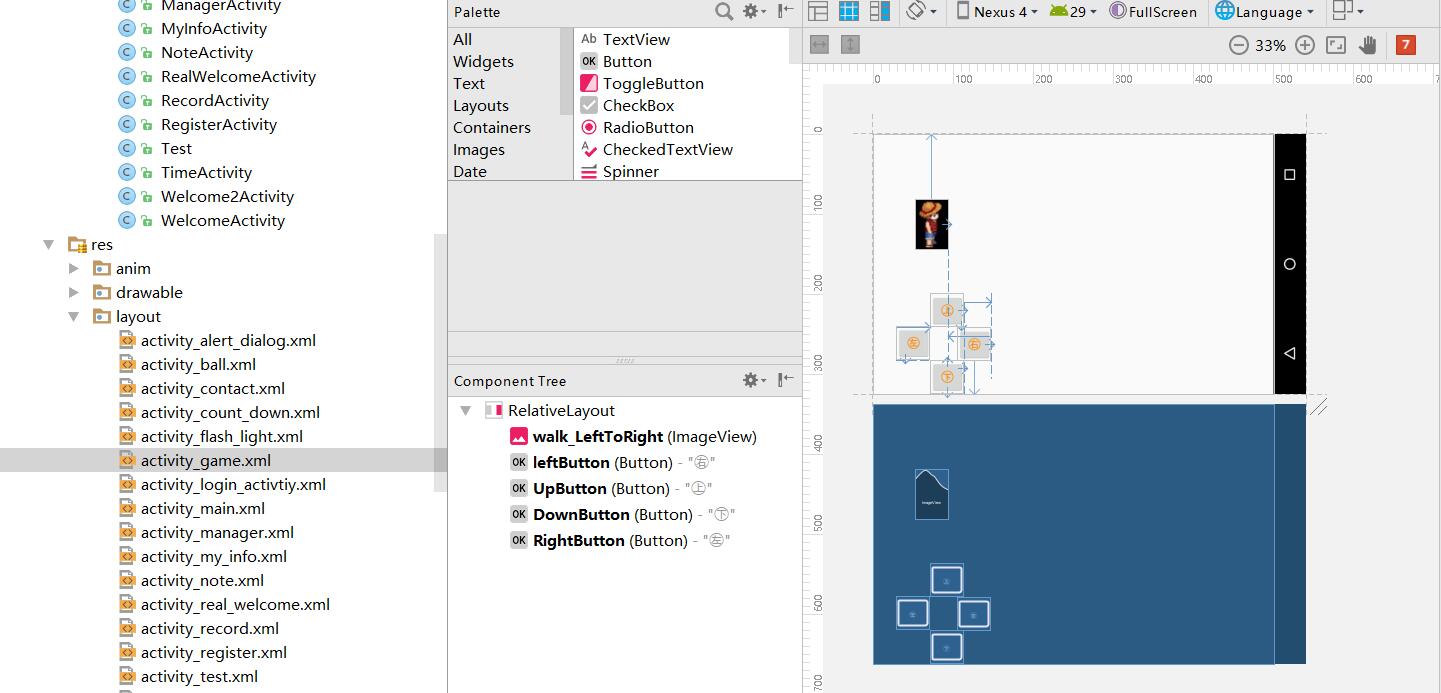 ManagerActivity
MyInfoActivity
NoteActivity
RealWelcomeActivity
RecordActivity
RegisterActivity
Test
TimeActivity
Welcome2Activity
WelcomeActivity
res
anim
drawable
layout
activity_alert_dialog.xml
activity_ball.xml
activity_contact.xml
activity_count_down.xml
activity_flash_light.xml
activity_game.xml
activity_login_activtiy.xml
activity_main.xml
activity_manager.xml
activity_my_info.xml
activity_note.xml
activity_real_welcome.xml
activity_record.xml
activity_register.xml
activity_test.xml
Palette
All
Widgets
Text
Layouts
Containers
Images
Date
Ab TextView
OK Button
ToggleButton
CheckBox
RadioButton
CheckedTextView
Spinner
Component Tree
RelativeLayout
walk_LeftToRight (ImageView)
OK leftButton (Button) - "㊨"
OK UpButton (Button) - "㊤"
OK DownButton (Button) - "㊦"
OK RightButton (Button) - "㊧"
Nexus 4 29 FullScreen Language
33% 7
0 100 200 300 400 500 600
0
100
200
300
400
500
600
700
㊤
㊧ ㊨
㊦
ImageView